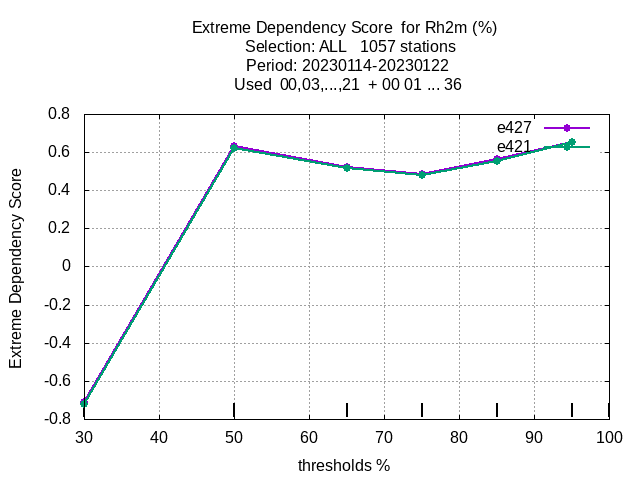 Extreme Dependency Score  for Rh2m (%)
Selection: ALL   1057 stations
Period: 20230114-20230122
Used  00,03,...,21  + 00 01 ... 36
e427
e421
Extreme Dependency Score
0.8
0.6
0.4
0.2
0
-0.2
-0.4
-0.6
-0.8
30 40 50 60 70 80 90 100
thresholds %